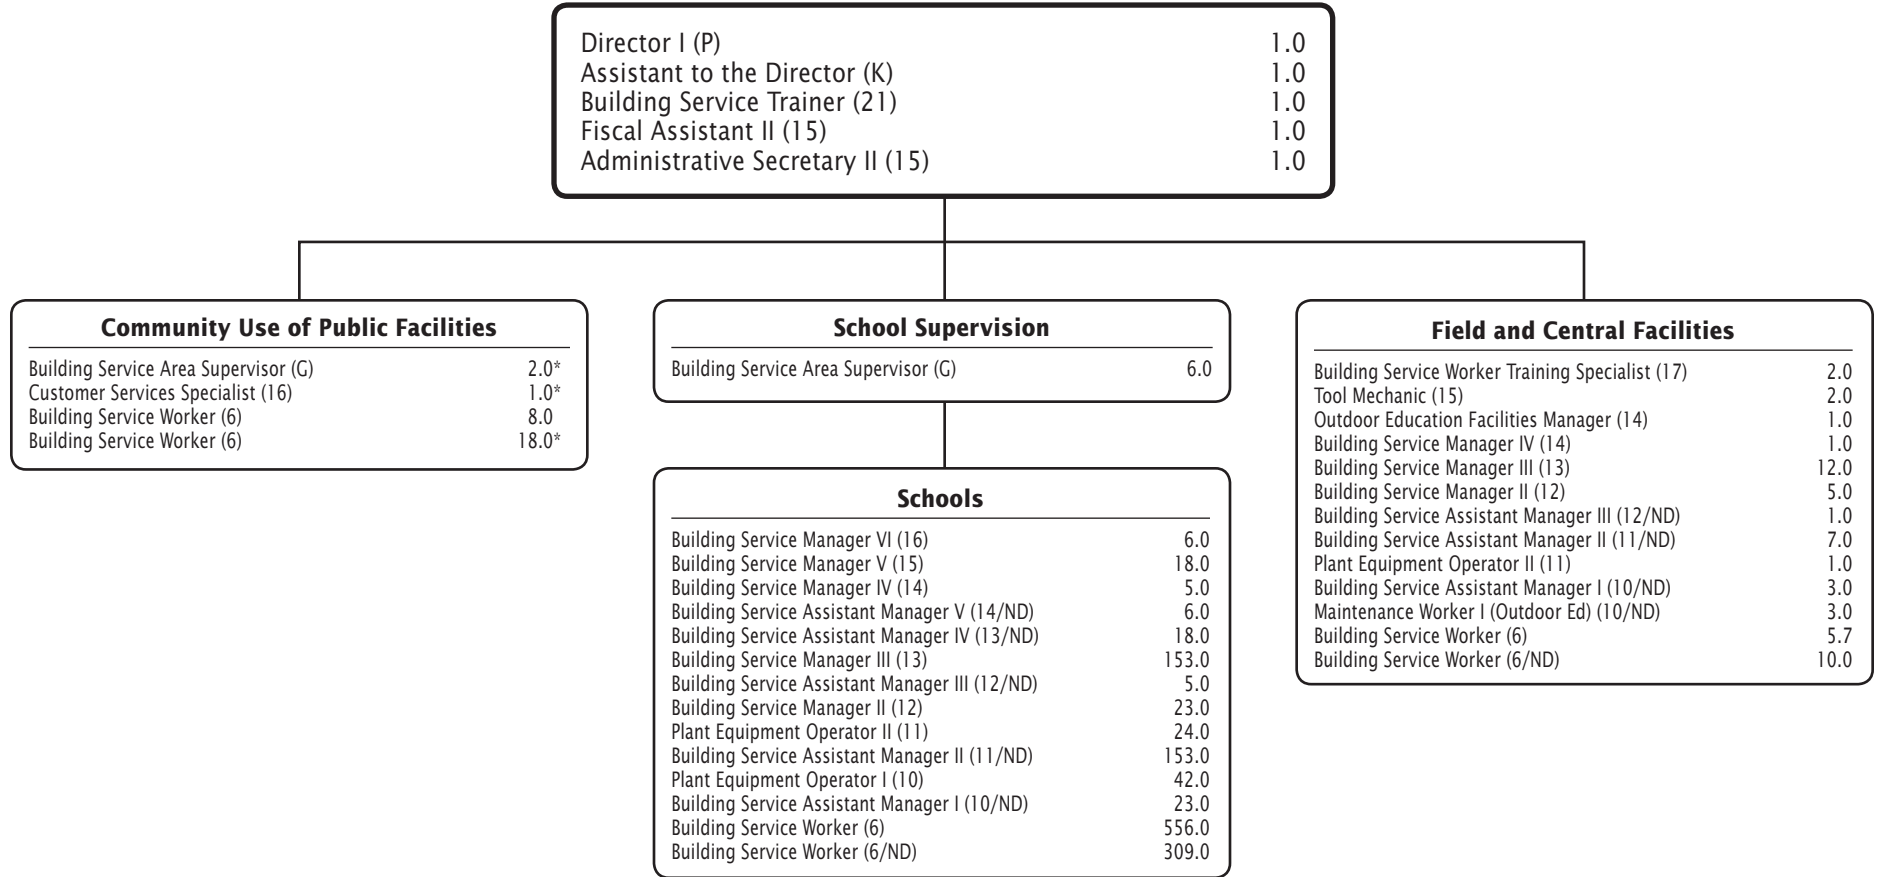 Director I (P) 1.0
Assistant to the Director (K) 1.0
Building Service Trainer (21) 1.0
Fiscal Assistant II (15) 1.0
Administrative Secretary II (15) 1.0
Community Use of Public Facilities
Building Service Area Supervisor (G) 2.0*
Customer Services Specialist (16) 1.0*
Building Service Worker (6) 8.0
Building Service Worker (6) 18.0*
School Supervision
Building Service Area Supervisor (G) 6.0
Schools
Building Service Manager VI (16) 6.0
Building Service Manager V (15) 18.0
Building Service Manager IV (14) 5.0
Building Service Assistant Manager V (14/ND) 6.0
Building Service Assistant Manager IV (13/ND) 18.0
Building Service Manager III (13) 153.0
Building Service Assistant Manager III (12/ND) 5.0
Building Service Manager II (12) 23.0
Plant Equipment Operator II (11) 24.0
Building Service Assistant Manager II (11/ND) 153.0
Plant Equipment Operator I (10) 42.0
Building Service Assistant Manager I (10/ND) 23.0
Building Service Worker (6) 556.0
Building Service Worker (6/ND) 309.0
Field and Central Facilities
Building Service Worker Training Specialist (17) 2.0
Tool Mechanic (15) 2.0
Outdoor Education Facilities Manager (14) 1.0
Building Service Manager IV (14) 1.0
Building Service Manager III (13) 12.0
Building Service Manager II (12) 5.0
Building Service Assistant Manager III (12/ND) 1.0
Building Service Assistant Manager II (11/ND) 7.0
Plant Equipment Operator II (11) 1.0
Building Service Assistant Manager I (10/ND) 3.0
Maintenance Worker I (Outdoor Ed) (10/ND) 3.0
Building Service Worker (6) 5.7
Building Service Worker (6/ND) 10.0